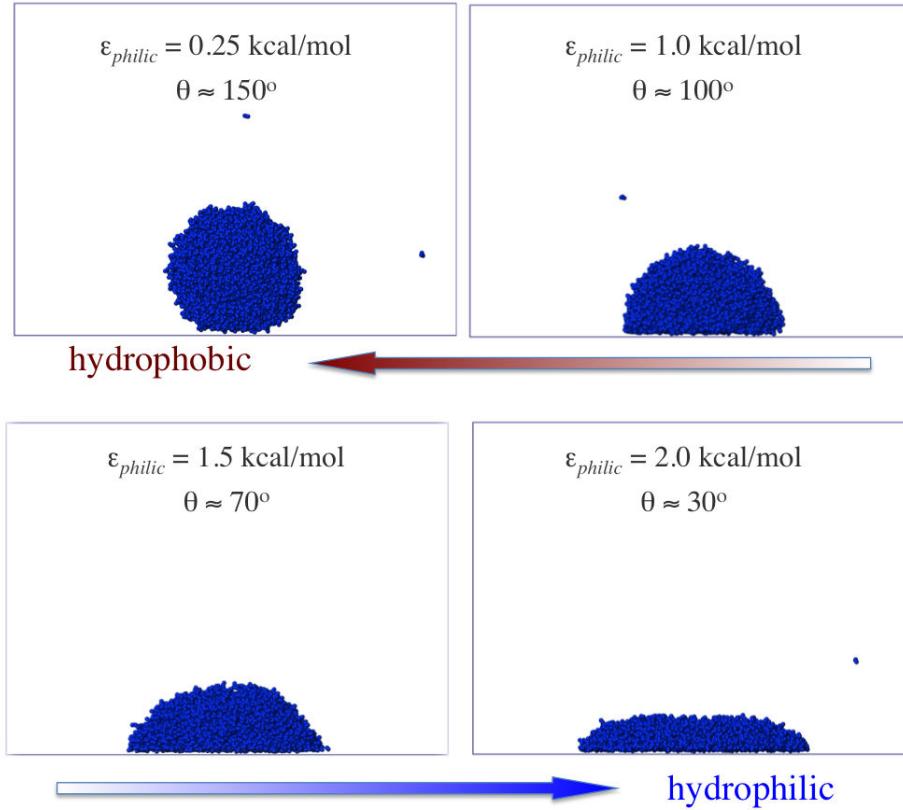 ε_philic = 0.25 kcal/mol
θ ≈ 150°
ε_philic = 1.0 kcal/mol
θ ≈ 100°
hydrophobic
ε_philic = 1.5 kcal/mol
θ ≈ 70°
ε_philic = 2.0 kcal/mol
θ ≈ 30°
hydrophilic